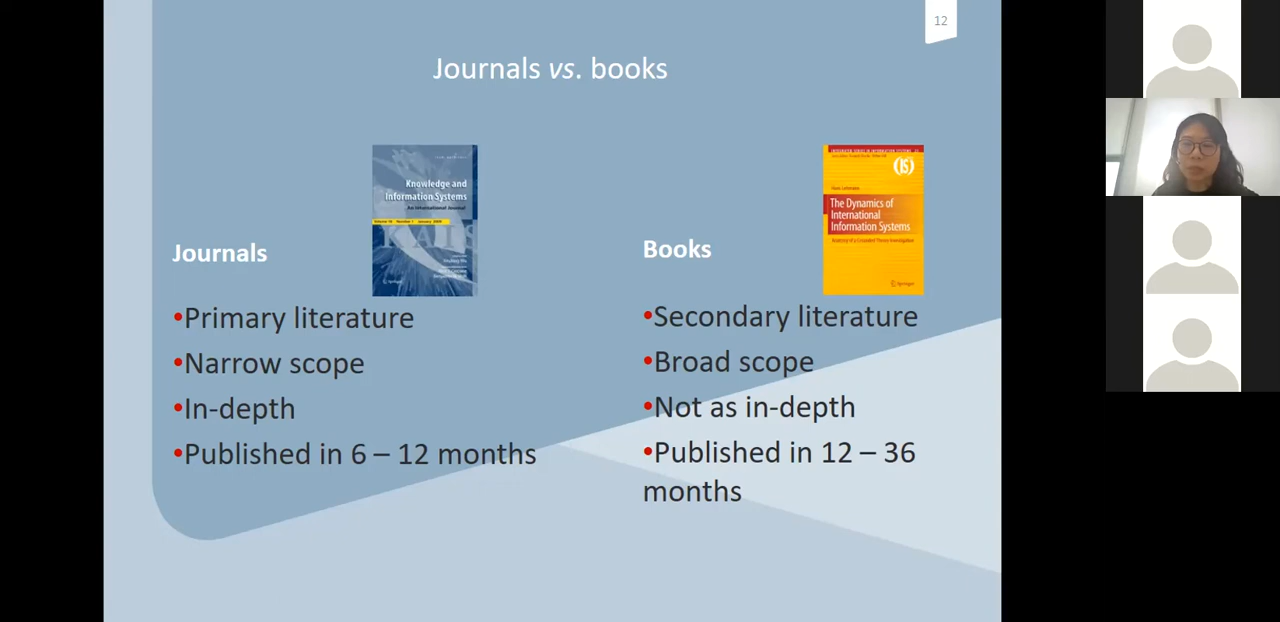 12
Journals vs. books
Knowledge and
Information Systems
An International Journal
(IS)
The Dynamics of
International
Information Systems
Springer
Journals
Books
•Primary literature
•Narrow scope
•In-depth
•Published in 6 – 12 months
•Secondary literature
•Broad scope
•Not as in-depth
•Published in 12 – 36
months